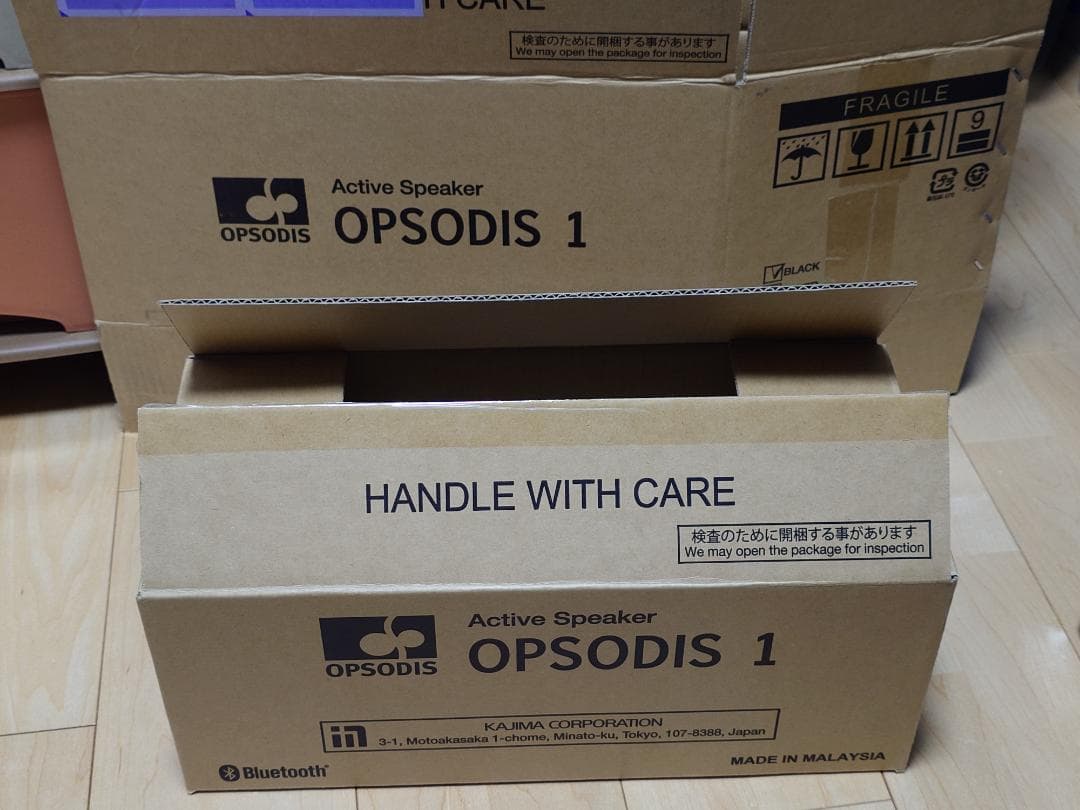 H CARE
検査のために開梱する事があります
We may open the package for inspection
FRAGILE
9
プラ
OPSODIS
Active Speaker
OPSODIS 1
BLACK
HANDLE WITH CARE
検査のために開梱する事があります
We may open the package for inspection
OPSODIS
Active Speaker
OPSODIS 1
KAJIMA CORPORATION
3-1, Motoakasaka 1-chome, Minato-ku, Tokyo, 107-8388, Japan
Bluetooth®
MADE IN MALAYSIA